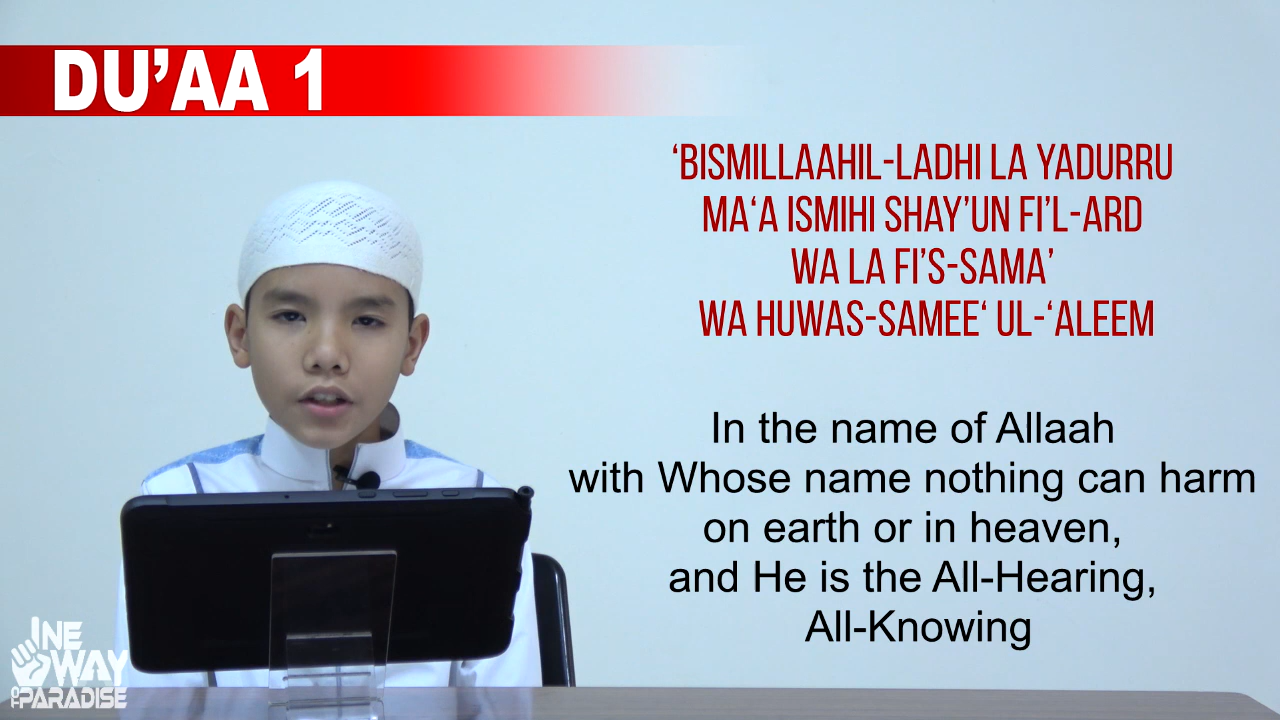 DU’AA 1
‘BISMILLAAHIL-LADHI LA YADURRU
MA‘A ISMIHI SHAY’UN FI’L-ARD
WA LA FI’S-SAMA’
WA HUWAS-SAMEE‘ UL-‘ALEEM
In the name of Allaah
with Whose name nothing can harm
on earth or in heaven,
and He is the All-Hearing,
All-Knowing
ONE
WAY
TO PARADISE